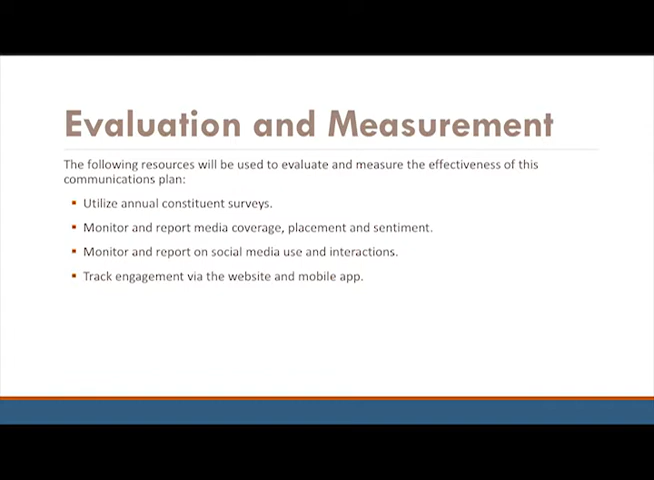 Evaluation and Measurement
The following resources will be used to evaluate and measure the effectiveness of this
communications plan:
Utilize annual constituent surveys.
Monitor and report media coverage, placement and sentiment.
Monitor and report on social media use and interactions.
Track engagement via the website and mobile app.